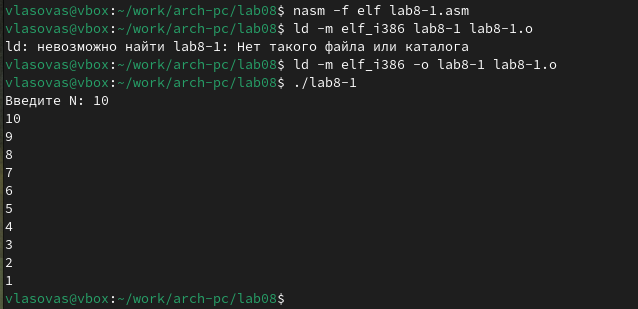 vlasovas@vbox:~/work/arch-pc/lab08$ nasm -f elf lab8-1.asm
vlasovas@vbox:~/work/arch-pc/lab08$ ld -m elf_i386 lab8-1 lab8-1.o
ld: невозможно найти lab8-1: Нет такого файла или каталога
vlasovas@vbox:~/work/arch-pc/lab08$ ld -m elf_i386 -o lab8-1 lab8-1.o
vlasovas@vbox:~/work/arch-pc/lab08$ ./lab8-1
Введите N: 10
10
9
8
7
6
5
4
3
2
1
vlasovas@vbox:~/work/arch-pc/lab08$